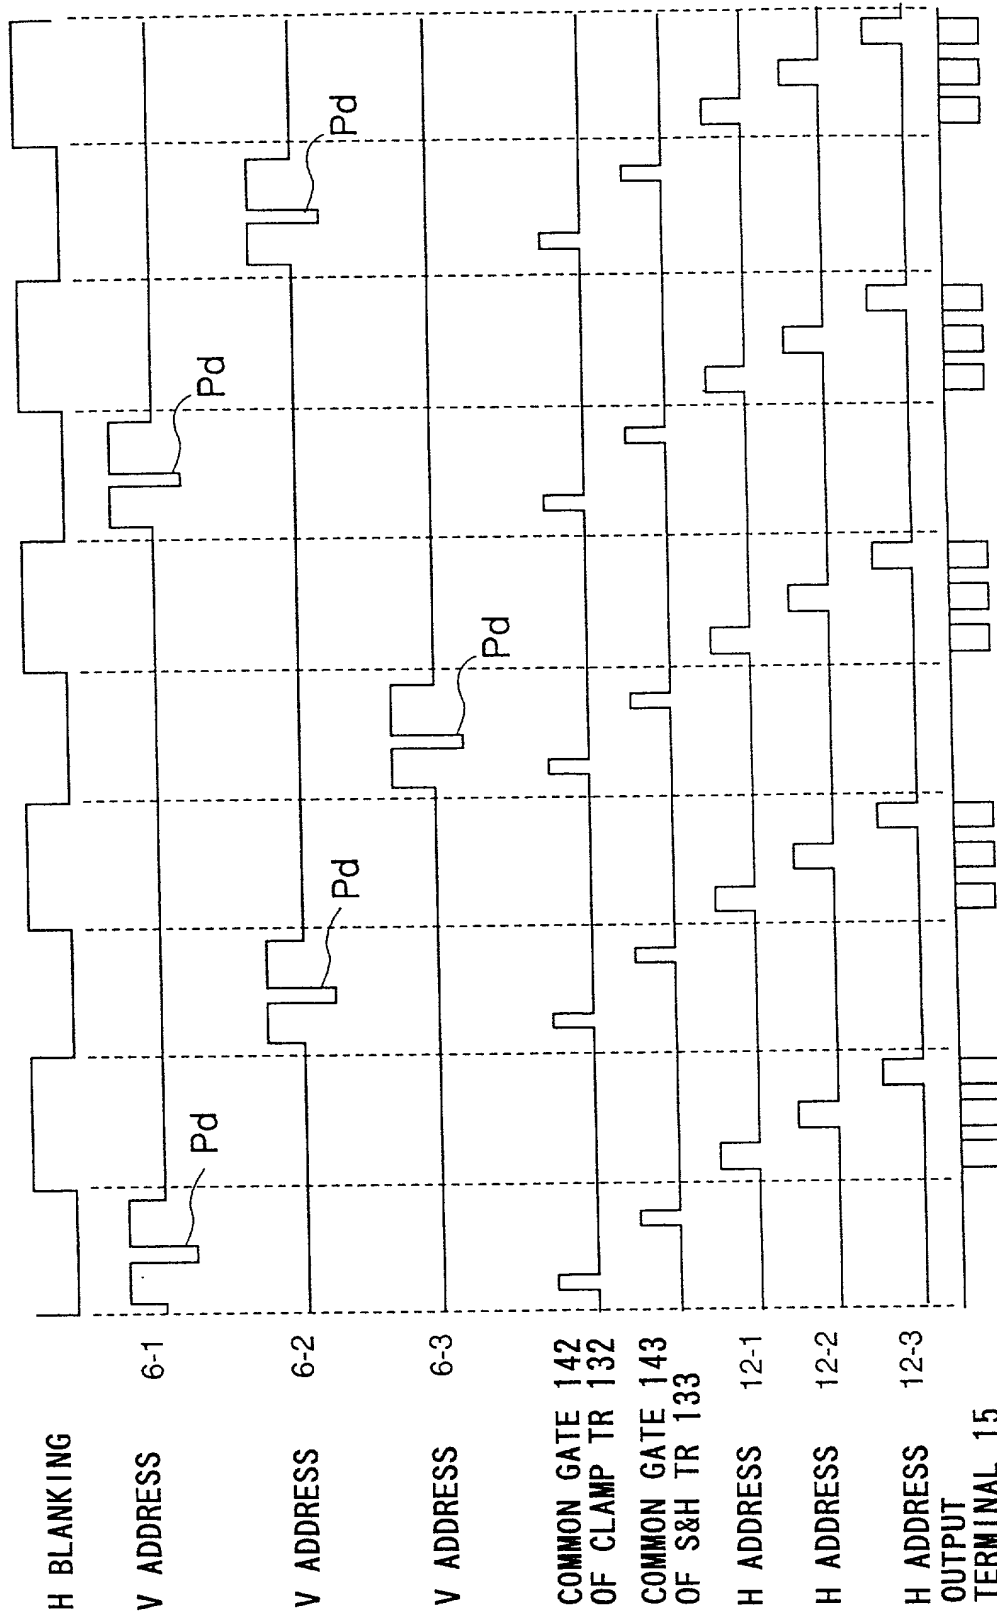 H BLANKING
V ADDRESS 6-1
Pd
Pd
V ADDRESS 6-2
Pd
Pd
V ADDRESS 6-3
Pd
COMMON GATE 142
OF CLAMP TR 132
COMMON GATE 143
OF S&H TR 133
H ADDRESS 12-1
H ADDRESS 12-2
H ADDRESS 12-3
OUTPUT
TERMINAL 15